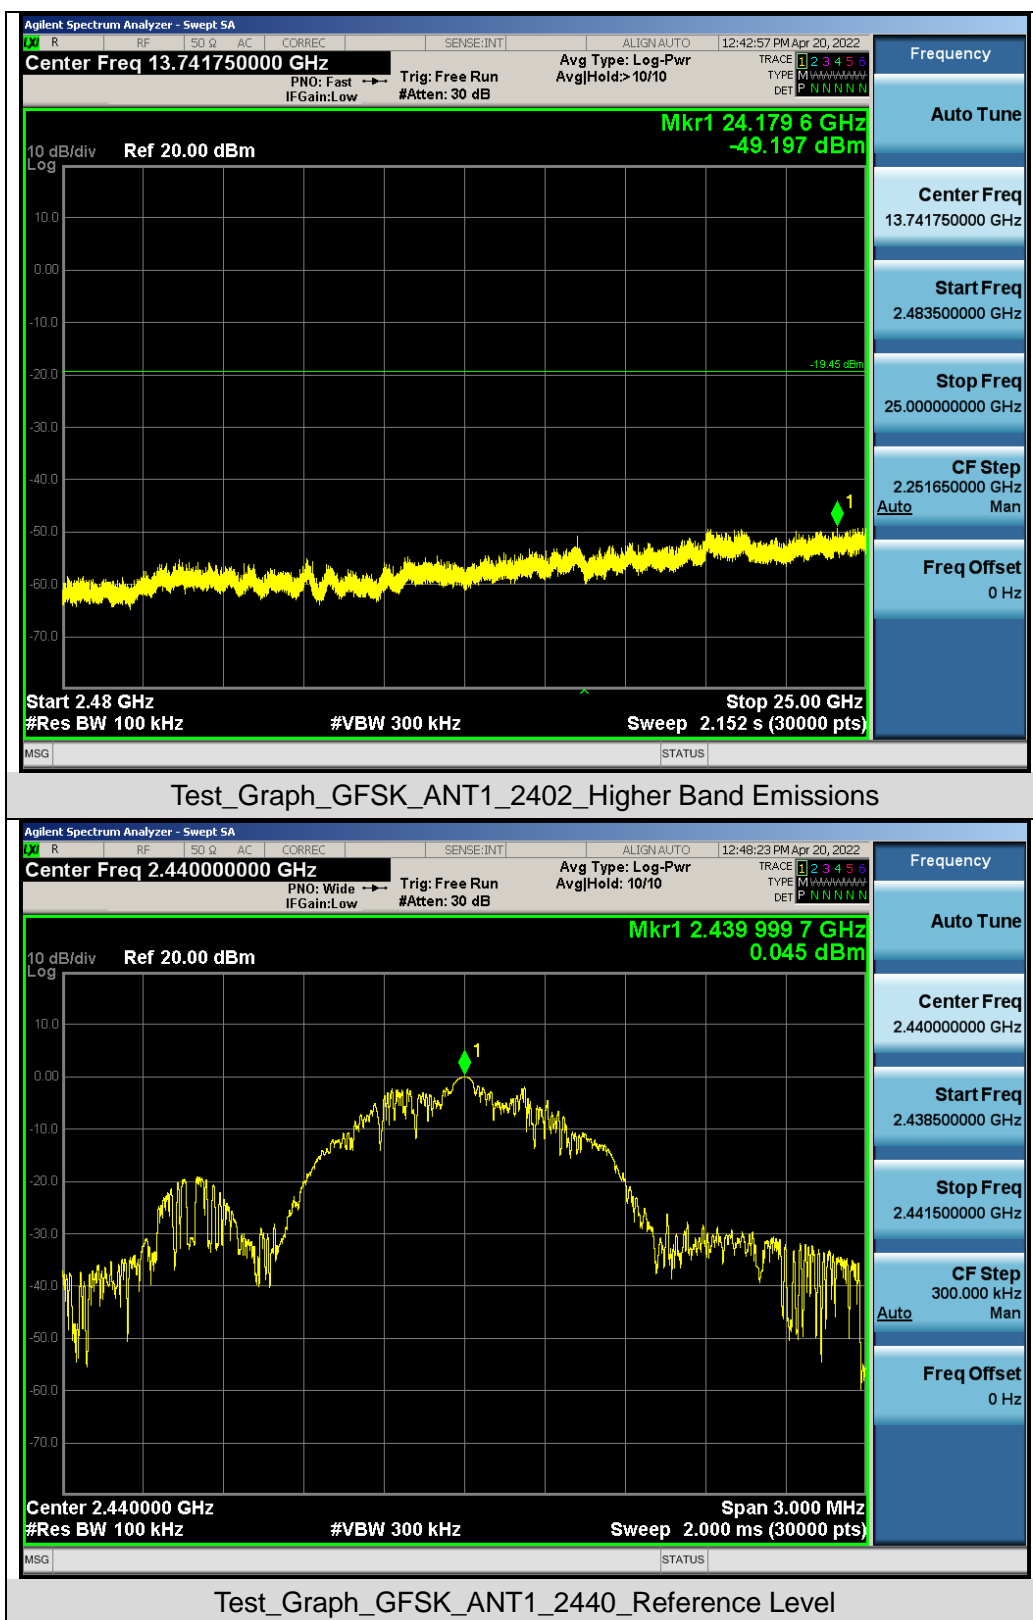 Agilent Spectrum Analyzer - Swept SA
LXI R RF 50 Ω AC CORREC SENSE:INT ALIGN AUTO 12:42:57 PM Apr 20, 2022
Center Freq 13.741750000 GHz
PNO: Fast
IFGain:Low
Trig: Free Run
#Atten: 30 dB
Avg Type: Log-Pwr
Avg|Hold:>10/10
TRACE 1 2 3 4 5 6
TYPE M WWWWW
DET P N N N N N
Frequency
Mkr1 24.179 6 GHz
-49.197 dBm
10 dB/div Ref 20.00 dBm
Log
10.0
0.00
-10.0
-20.0
-30.0
-40.0
-50.0
-60.0
-70.0
-19.45 dBm
1
Start 2.48 GHz Stop 25.00 GHz
#Res BW 100 kHz #VBW 300 kHz Sweep 2.152 s (30000 pts)
MSG STATUS
Auto Tune
Center Freq
13.741750000 GHz
Start Freq
2.483500000 GHz
Stop Freq
25.000000000 GHz
CF Step
2.251650000 GHz
Auto Man
Freq Offset
0 Hz
Test_Graph_GFSK_ANT1_2402_Higher Band Emissions
Agilent Spectrum Analyzer - Swept SA
LXI R RF 50 Ω AC CORREC SENSE:INT ALIGN AUTO 12:48:23 PM Apr 20, 2022
Center Freq 2.440000000 GHz
PNO: Wide
IFGain:Low
Trig: Free Run
#Atten: 30 dB
Avg Type: Log-Pwr
Avg|Hold: 10/10
TRACE 1 2 3 4 5 6
TYPE M WWWWW
DET P N N N N N
Frequency
Mkr1 2.439 999 7 GHz
0.045 dBm
10 dB/div Ref 20.00 dBm
Log
10.0
0.00
-10.0
-20.0
-30.0
-40.0
-50.0
-60.0
-70.0
1
Center 2.440000 GHz Span 3.000 MHz
#Res BW 100 kHz #VBW 300 kHz Sweep 2.000 ms (30000 pts)
MSG STATUS
Auto Tune
Center Freq
2.440000000 GHz
Start Freq
2.438500000 GHz
Stop Freq
2.441500000 GHz
CF Step
300.000 kHz
Auto Man
Freq Offset
0 Hz
Test_Graph_GFSK_ANT1_2440_Reference Level